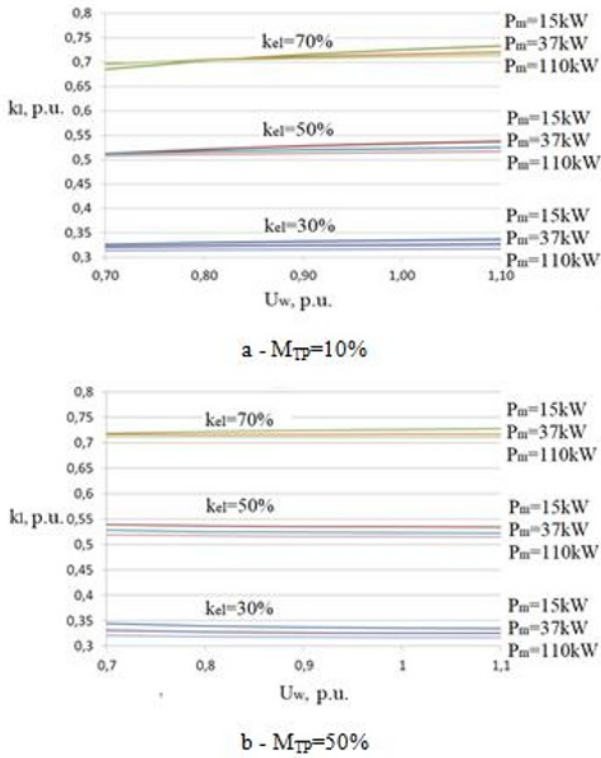 0,8
0,75
0,7
0,65
0,6
0,55
0,5
0,45
0,4
0,35
0,3
kl, p.u.
kel=70%
kel=50%
kel=30%
Pm=15kW
Pm=37kW
Pm=110kW
Pm=15kW
Pm=37kW
Pm=110kW
Pm=15kW
Pm=37kW
Pm=110kW
0,70 0,80 0,90 1,00 1,10
Uw, p.u.
a - MTP=10%
0,8
0,75
0,7
0,65
0,6
0,55
0,5
0,45
0,4
0,35
0,3
kl, p.u.
kel=70%
kel=50%
kel=30%
Pm=15kW
Pm=37kW
Pm=110kW
Pm=15kW
Pm=37kW
Pm=110kW
Pm=15kW
Pm=37kW
Pm=110kW
0,7 0,8 0,9 1 1,1
Uw, p.u.
b - MTP=50%